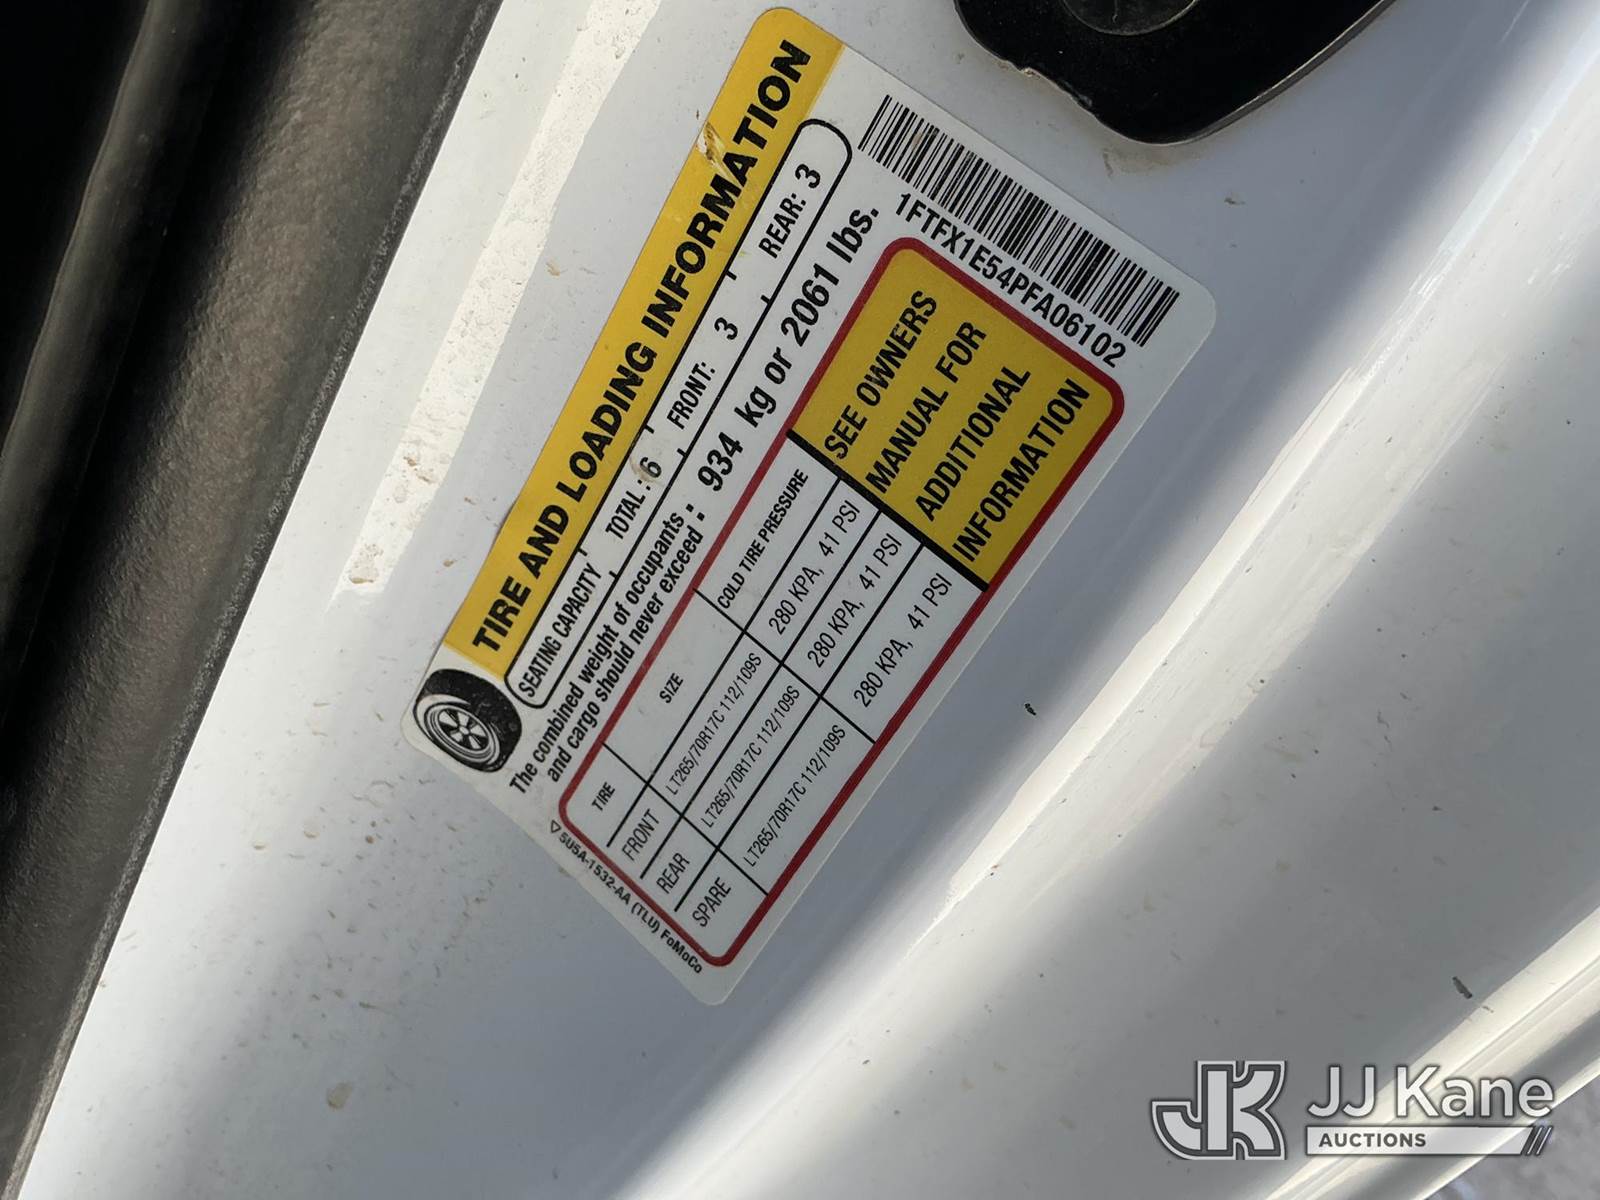 TIRE AND LOADING INFORMATION
SEATING CAPACITY TOTAL: 6 FRONT: 3 REAR: 3
The combined weight of occupants
and cargo should never exceed : 934 kg or 2061 lbs.
TIRE SIZE COLD TIRE PRESSURE
FRONT LT265/70R17C 112/109S 280 KPA, 41 PSI
REAR LT265/70R17C 112/109S 280 KPA, 41 PSI
SPARE LT265/70R17C 112/109S 280 KPA, 41 PSI
SEE OWNERS
MANUAL FOR
ADDITIONAL
INFORMATION
5U5A-1532-AA (TLU) FoMoCo
1FTFX1E54PFA06102
JK JJ Kane
AUCTIONS